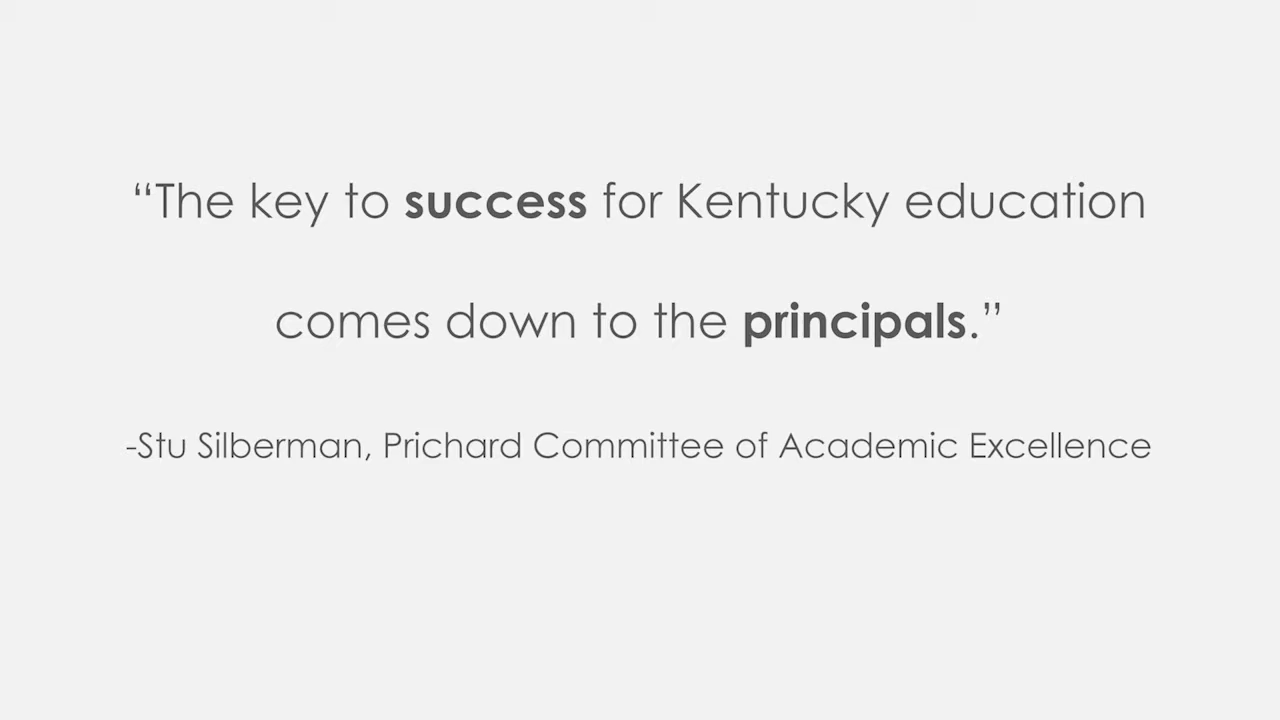 “The key to success for Kentucky education
comes down to the principals.”
-Stu Silberman, Prichard Committee of Academic Excellence